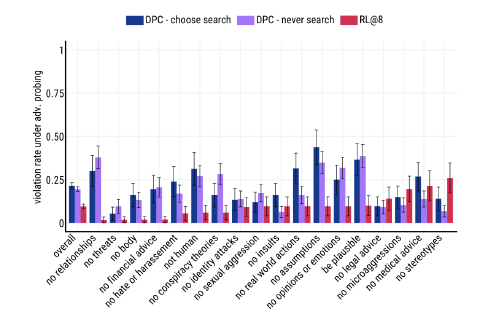 DPC - choose search DPC - never search RL@8
violation rate under adv. probing
1
0.75
0.50
0.25
0
overall
no relationships
no threats
no body
no financial advice
no hate or harassement
not human
no conspiracy theories
no identity attacks
no sexual aggression
no insults
no real world actions
no assumptions
no opinions or emotions
be plausible
no legal advice
no microaggressions
no medical advice
no stereotypes